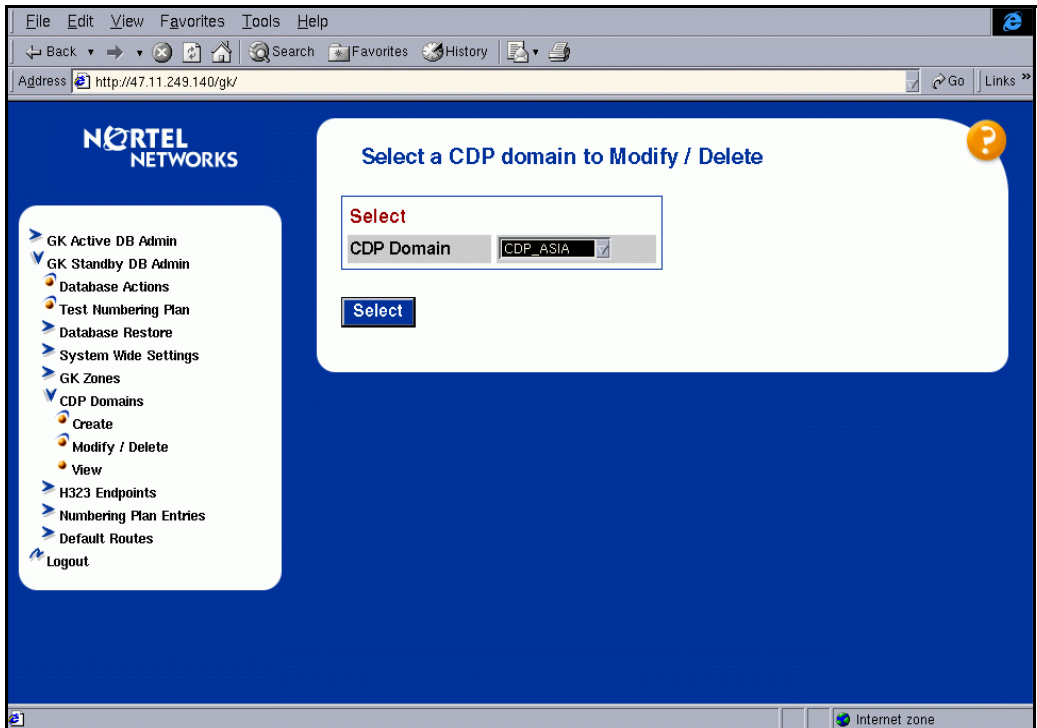 File Edit View Favorites Tools Help
Back Search Favorites History
Address http://47.11.249.140/gk/ Go Links »
NORTEL
NETWORKS
Select a CDP domain to Modify / Delete
?
Select
CDP Domain CDP_ASIA
Select
GK Active DB Admin
GK Standby DB Admin
Database Actions
Test Numbering Plan
Database Restore
System Wide Settings
GK Zones
CDP Domains
Create
Modify / Delete
View
H323 Endpoints
Numbering Plan Entries
Default Routes
Logout
Internet zone